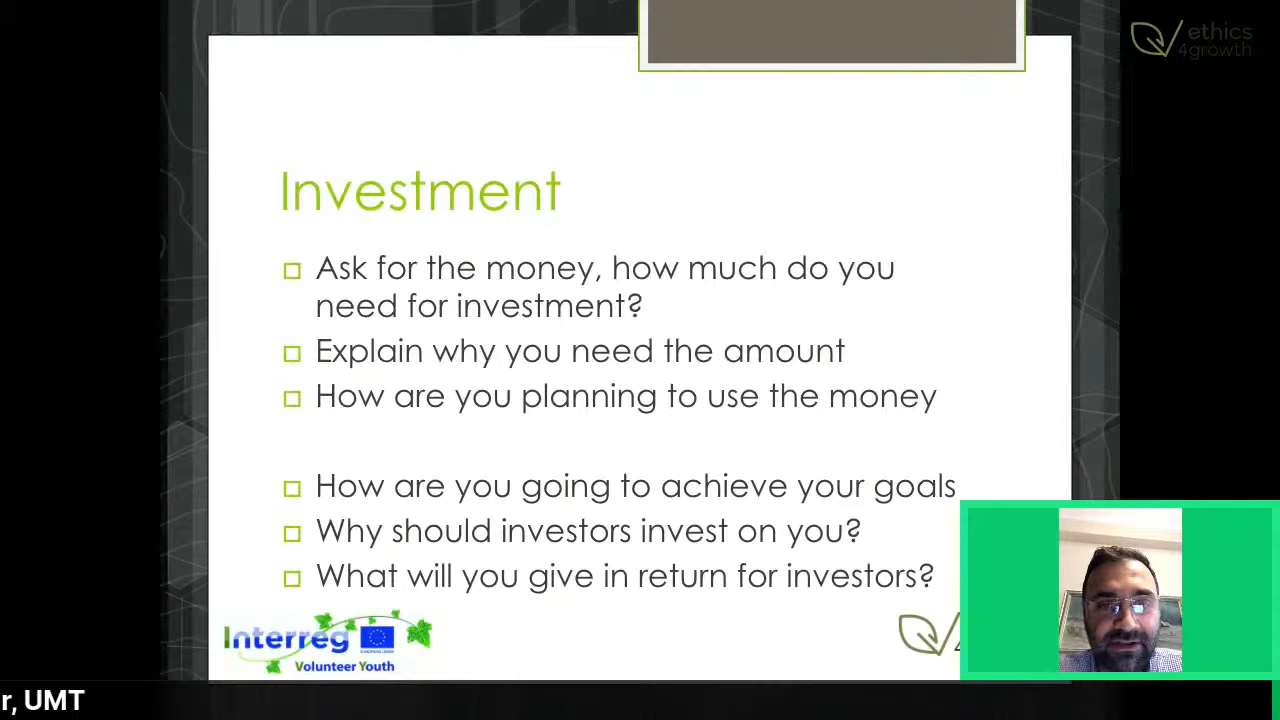 ethics
4growth
Investment
Ask for the money, how much do you
need for investment?
Explain why you need the amount
How are you planning to use the money
How are you going to achieve your goals
Why should investors invest on you?
What will you give in return for investors?
Interreg
EUROPEAN UNION
Volunteer Youth
r, UMT